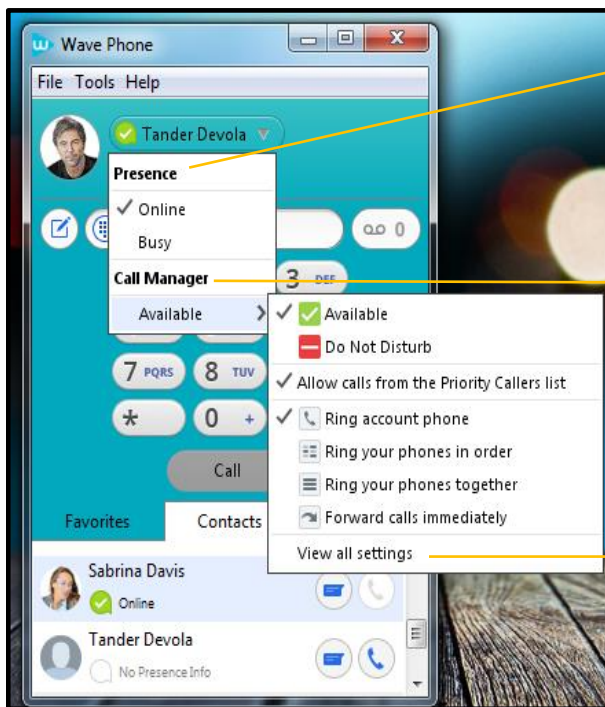 Wave Phone
File Tools Help
Tander Devola
Presence
Online
Busy
0
Call Manager
3 DEF
Available
Available
Do Not Disturb
Allow calls from the Priority Callers list
7 PQRS 8 TUV
Ring account phone
* 0 +
Ring your phones in order
Call
Ring your phones together
Forward calls immediately
Favorites Contacts
View all settings
Sabrina Davis
Online
Tander Devola
No Presence Info